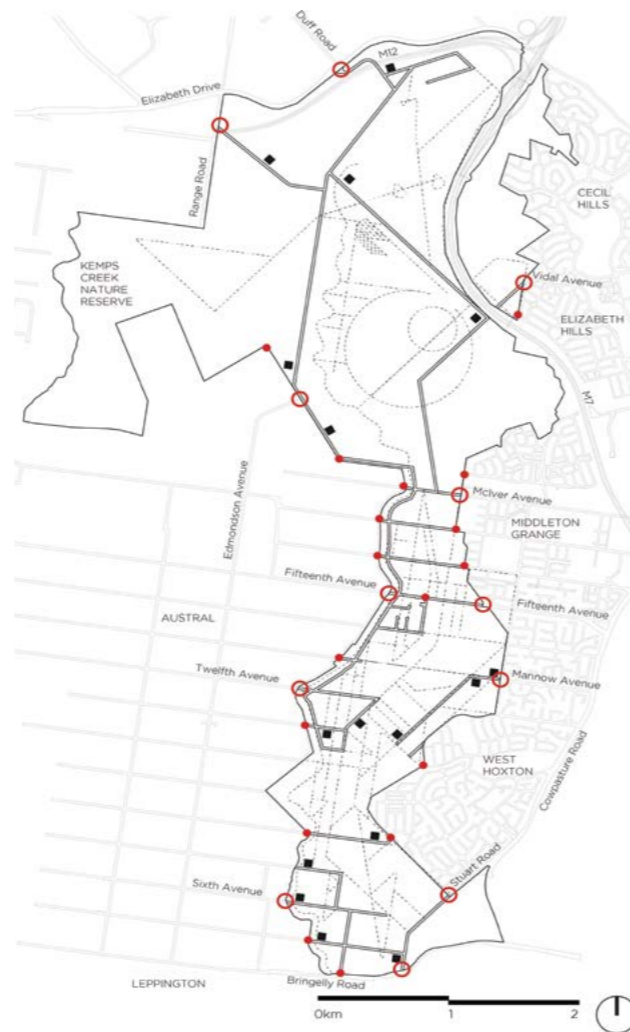 Duff Road
M12
Elizabeth Drive
Range Road
CECIL
HILLS
KEMPS
CREEK
NATURE
RESERVE
Vidal Avenue
ELIZABETH
HILLS
M7
Edmondson Avenue
McIver Avenue
MIDDLETON
GRANGE
Fifteenth Avenue
Fifteenth Avenue
AUSTRAL
Twelfth Avenue
Mannow Avenue
WEST
HOXTON
Cowpasture Road
Stuart Road
Sixth Avenue
LEPPINGTON
Bringelly Road
0km
1
2